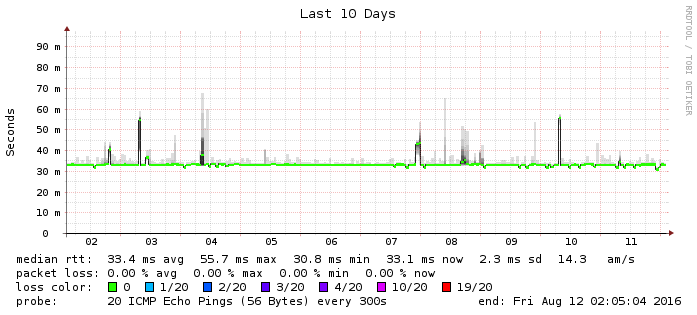 Last 10 Days
RRDTOOL / TOBI OETIKER
Seconds
90 m
80 m
70 m
60 m
50 m
40 m
30 m
20 m
10 m
0
02 03 04 05 06 07 08 09 10 11
median rtt: 33.4 ms avg 55.7 ms max 30.8 ms min 33.1 ms now 2.3 ms sd 14.3 am/s
packet loss: 0.00 % avg 0.00 % max 0.00 % min 0.00 % now
loss color: 0 1/20 2/20 3/20 4/20 10/20 19/20
probe: 20 ICMP Echo Pings (56 Bytes) every 300s end: Fri Aug 12 02:05:04 2016